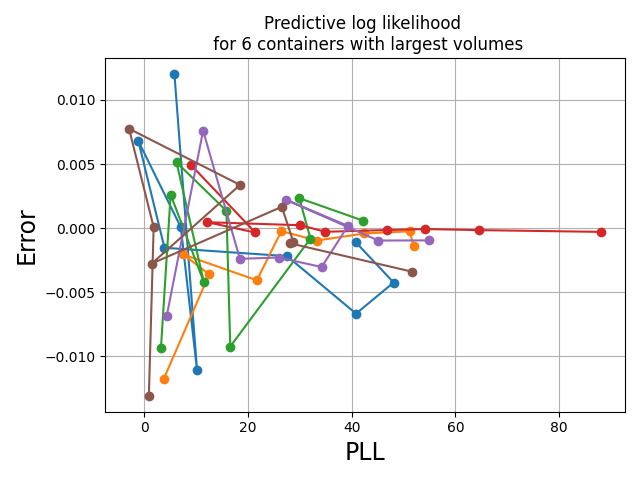 Predictive log likelihood
for 6 containers with largest volumes
0.010
0.005
0.000
−0.005
−0.010
Error
0
20
40
60
80
PLL